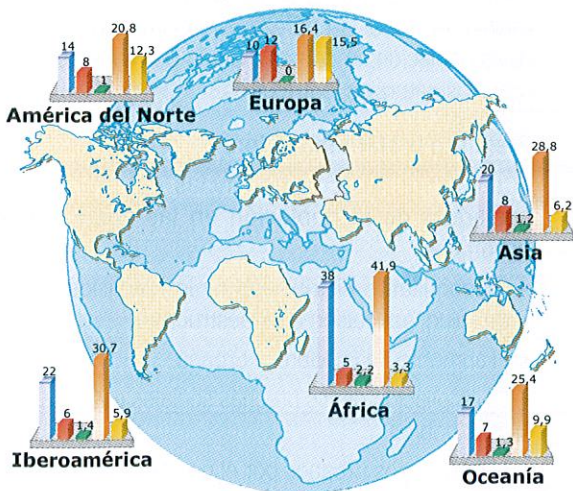 14 8 1 20,8 12,3
América del Norte
10 12 0 16,4 15,5
Europa
20 8 1,2 28,8 6,2
Asia
38 5 2,2 41,9 3,3
África
22 6 1,4 30,7 5,9
Iberoamérica
17 7 1,3 25,4 9,9
Oceanía